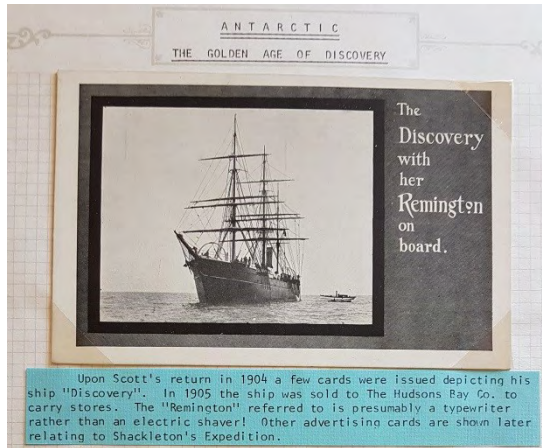 ANTARCTIC
THE GOLDEN AGE OF DISCOVERY
The
Discovery
with
her
Remington
on
board.
Upon Scott's return in 1904 a few cards were issued depicting his
ship "Discovery". In 1905 the ship was sold to The Hudsons Bay Co. to
carry stores. The "Remington" referred to is presumably a typewriter
rather than an electric shaver! Other advertising cards are shown later
relating to Shackleton's Expedition.